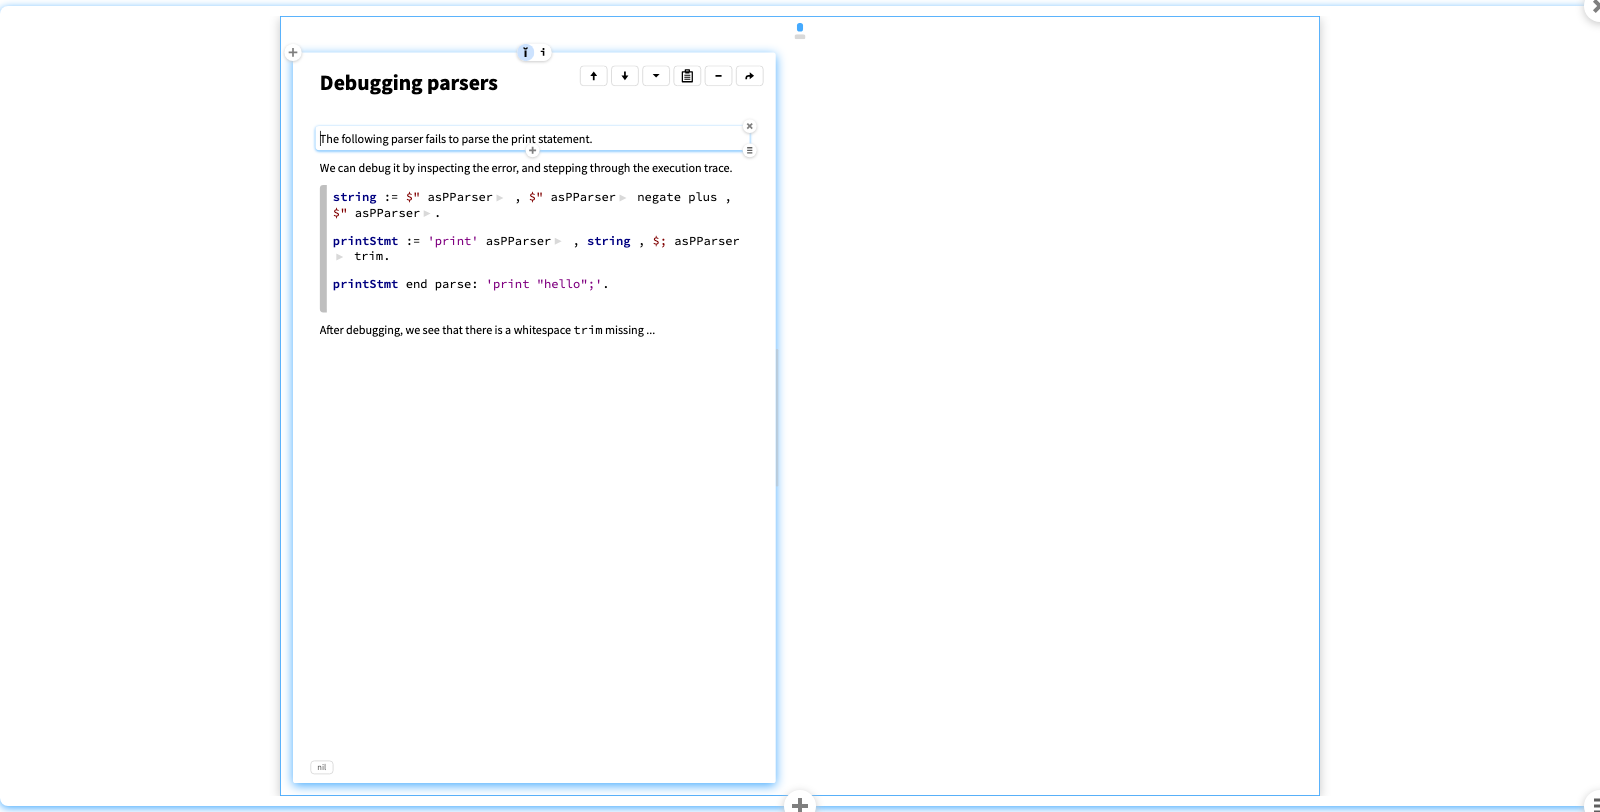 Debugging parsers
The following parser fails to parse the print statement.
We can debug it by inspecting the error, and stepping through the execution trace.
string := $" asPParser , $" asPParser negate plus ,
$" asPParser .
printStmt := 'print' asPParser , string , $; asPParser
trim.
printStmt end parse: 'print "hello";'.
After debugging, we see that there is a whitespace trim missing ...
nil